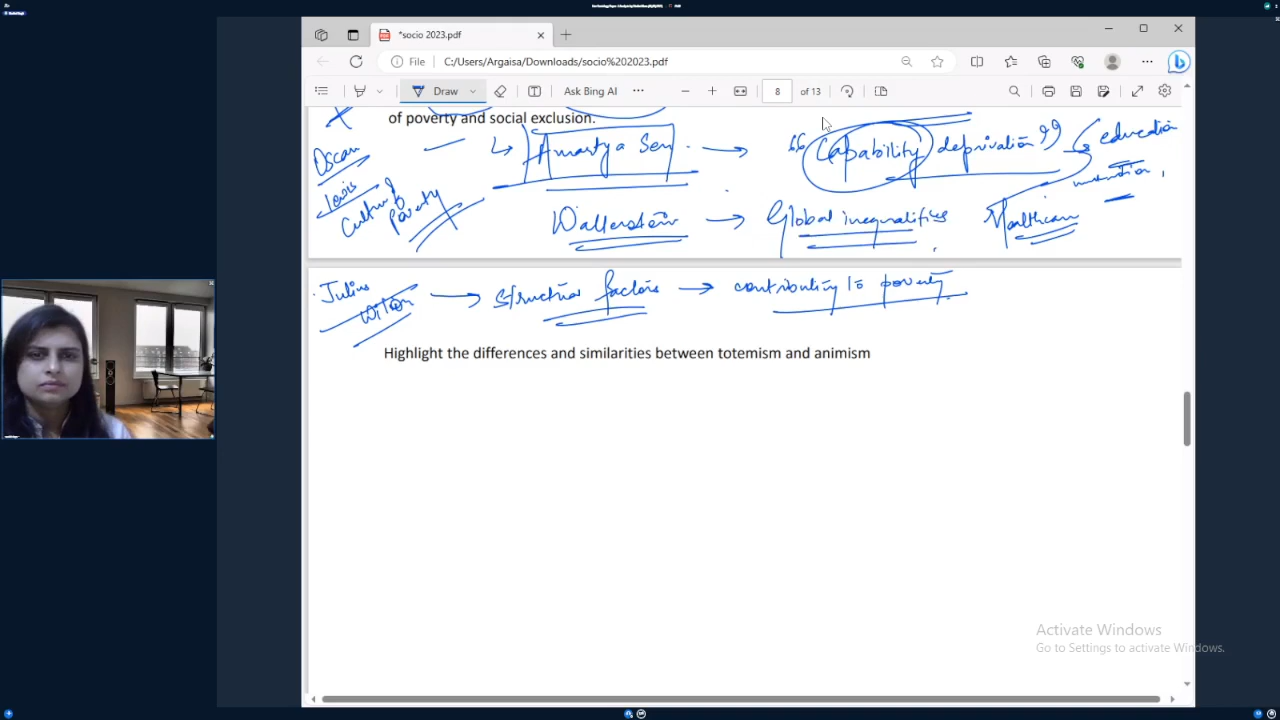 *socio 2023.pdf
File C:/Users/Argaisa/Downloads/socio%202023.pdf
Draw Ask Bing AI 8 of 13
of poverty and social exclusion.
Oscar Lewis Culture of Poverty
Amartya Sen → "Capability deprivation" education
nutrition,
Wallerstein → Global inequalities Healthcare
Julius Wilson → Structural factors → contributing to poverty
Highlight the differences and similarities between totemism and animism
Activate Windows
Go to Settings to activate Windows.